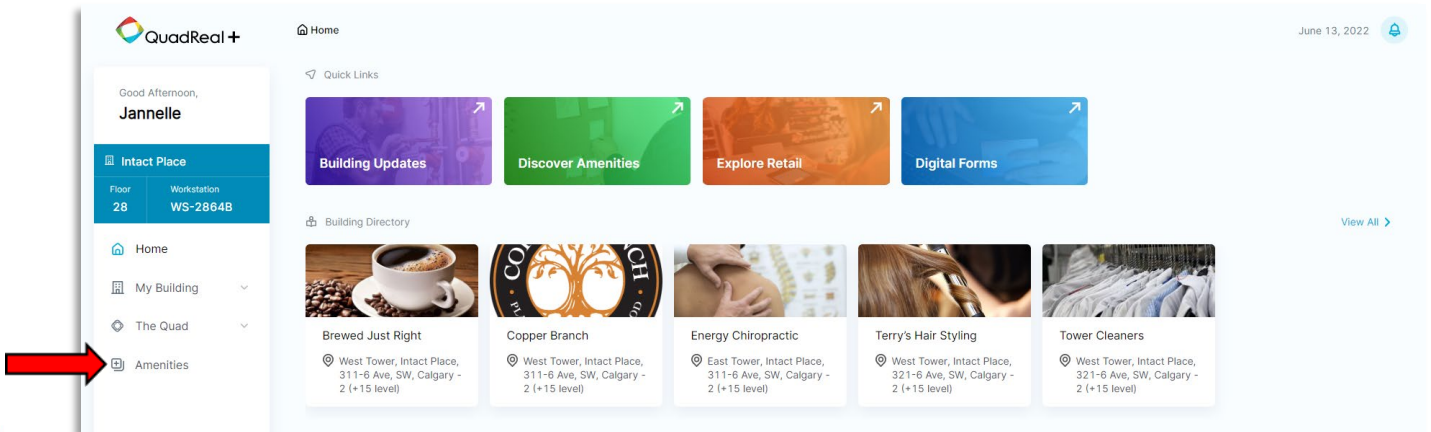 QuadReal +
Home
June 13, 2022
Good Afternoon,
Jannelle
Intact Place
Floor
Workstation
28
WS-2864B
Home
My Building
The Quad
Amenities
Quick Links
Building Updates
Discover Amenities
Explore Retail
Digital Forms
Building Directory
View All
Brewed Just Right
West Tower, Intact Place,
311-6 Ave, SW, Calgary -
2 (+15 level)
Copper Branch
West Tower, Intact Place,
311-6 Ave, SW, Calgary -
2 (+15 level)
Energy Chiropractic
East Tower, Intact Place,
311-6 Ave, SW, Calgary -
2 (+15 level)
Terry's Hair Styling
West Tower, Intact Place,
321-6 Ave, SW, Calgary -
2 (+15 level)
Tower Cleaners
West Tower, Intact Place,
321-6 Ave, SW, Calgary -
2 (+15 level)